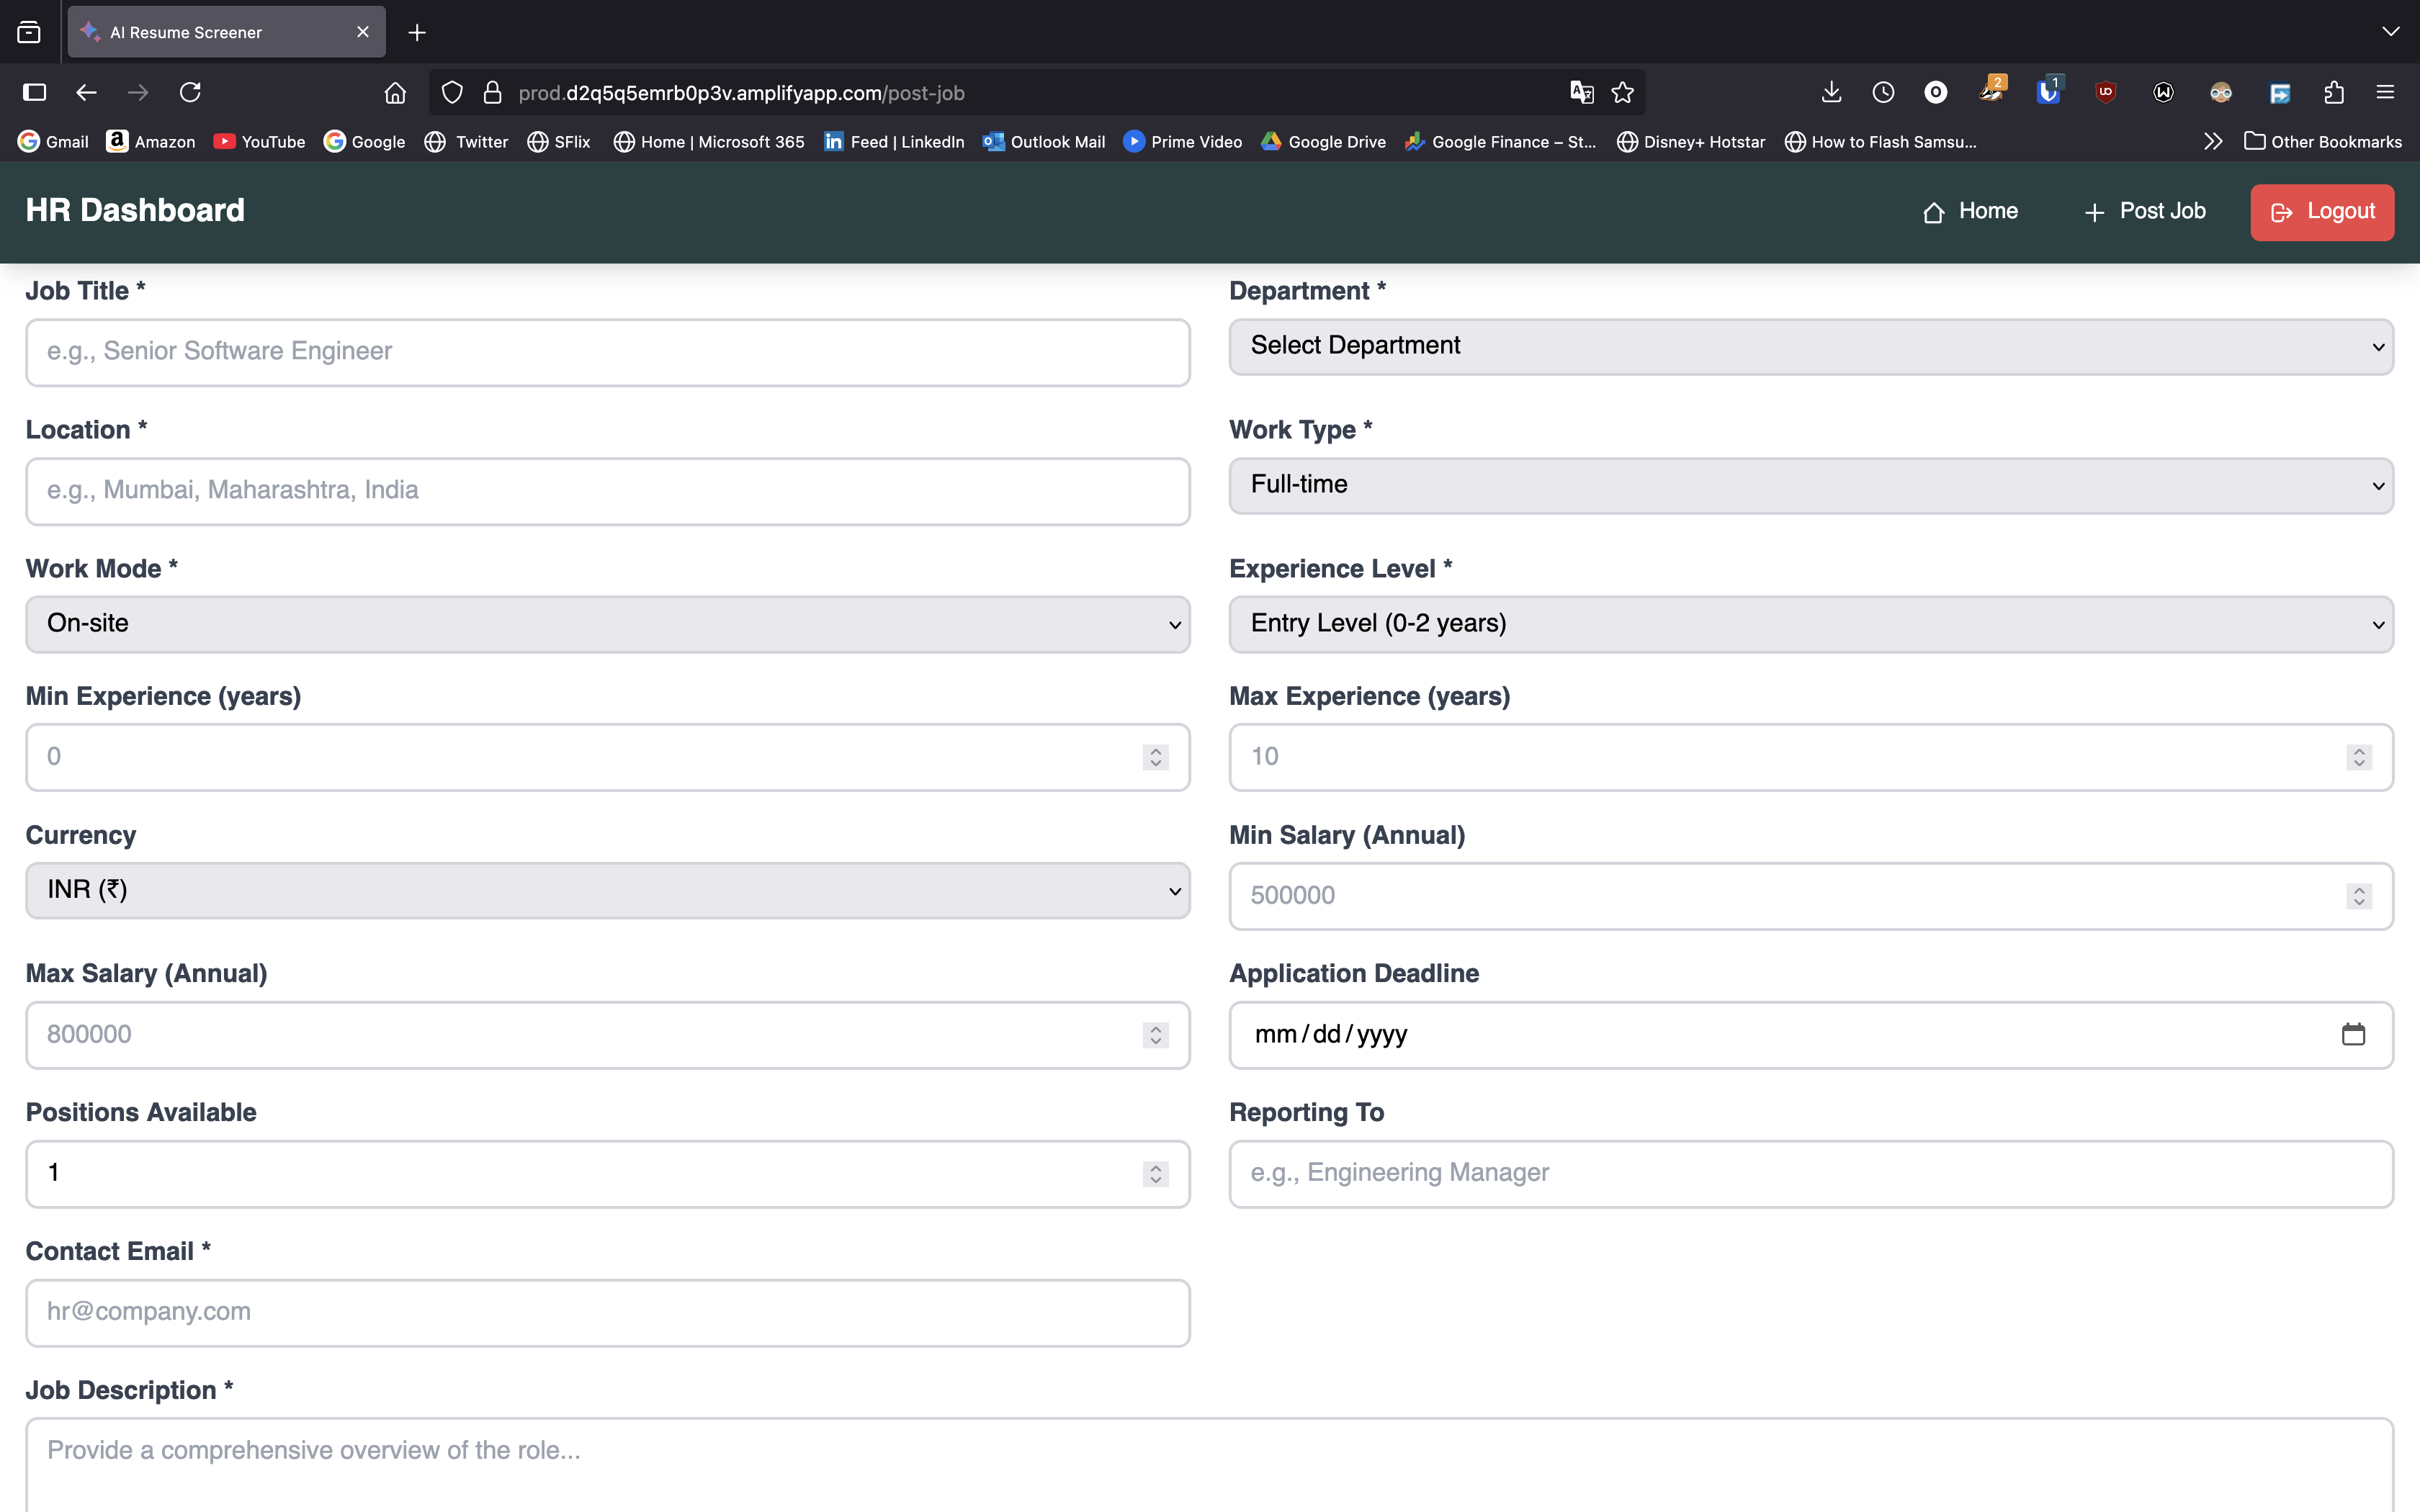 AI Resume Screener
prod.d2q5q5emrb0p3v.amplifyapp.com/post-job
2
1
Gmail Amazon YouTube Google Twitter SFlix Home | Microsoft 365 Feed | LinkedIn Outlook Mail Prime Video Google Drive Google Finance – St... Disney+ Hotstar How to Flash Samsu... Other Bookmarks
HR Dashboard
Home
Post Job
Logout
Job Title *
e.g., Senior Software Engineer
Department *
Select Department
Location *
e.g., Mumbai, Maharashtra, India
Work Type *
Full-time
Work Mode *
On-site
Experience Level *
Entry Level (0-2 years)
Min Experience (years)
0
Max Experience (years)
10
Currency
INR (₹)
Min Salary (Annual)
500000
Max Salary (Annual)
800000
Application Deadline
mm/dd/yyyy
Positions Available
1
Reporting To
e.g., Engineering Manager
Contact Email *
hr@company.com
Job Description *
Provide a comprehensive overview of the role...